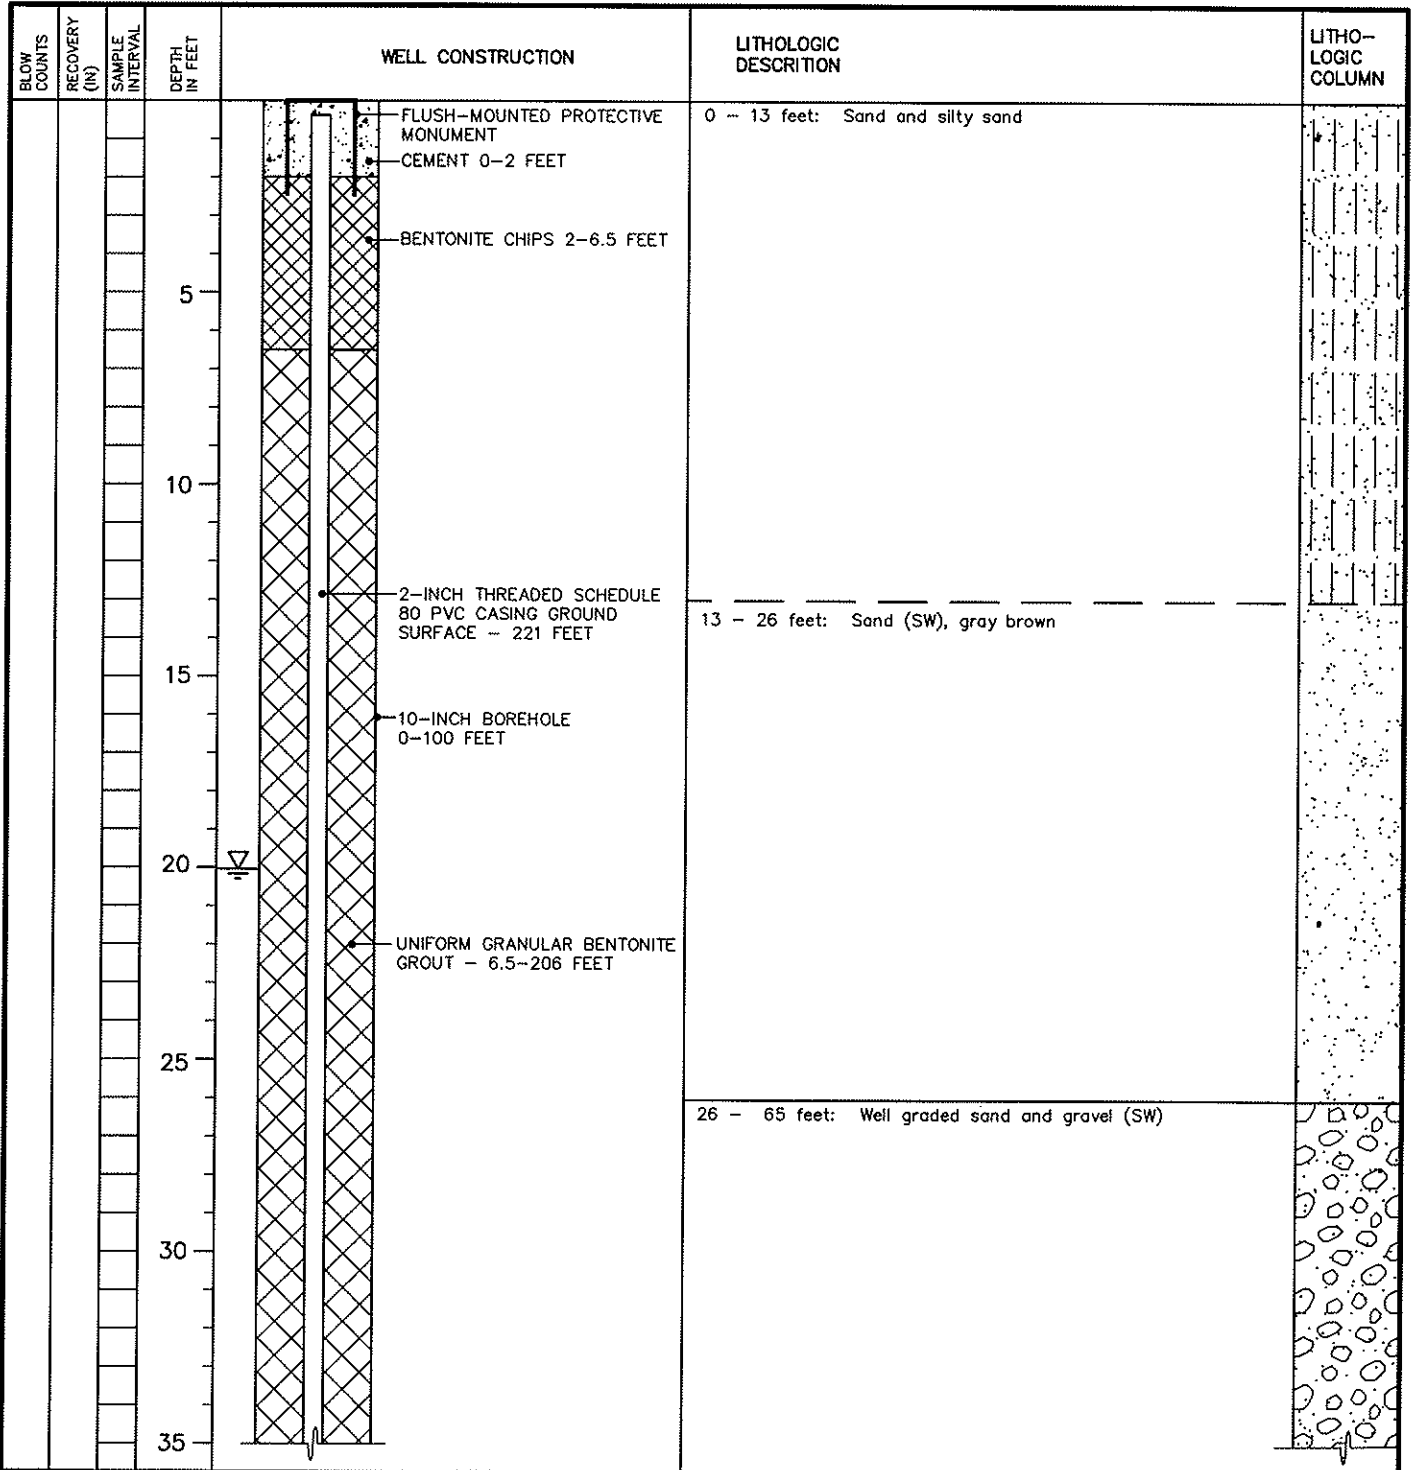 BLOW
COUNTS
RECOVERY
(IN)
SAMPLE
INTERVAL
DEPTH
IN FEET
WELL CONSTRUCTION
LITHOLOGIC
DESCRITION
LITHO-
LOGIC
COLUMN
FLUSH-MOUNTED PROTECTIVE
MONUMENT
CEMENT 0-2 FEET
BENTONITE CHIPS 2-6.5 FEET
0 - 13 feet: Sand and silty sand
5
10
2-INCH THREADED SCHEDULE
80 PVC CASING GROUND
SURFACE - 221 FEET
13 - 26 feet: Sand (SW), gray brown
15
10-INCH BOREHOLE
0-100 FEET
20
UNIFORM GRANULAR BENTONITE
GROUT - 6.5-206 FEET
25
26 - 65 feet: Well graded sand and gravel (SW)
30
35